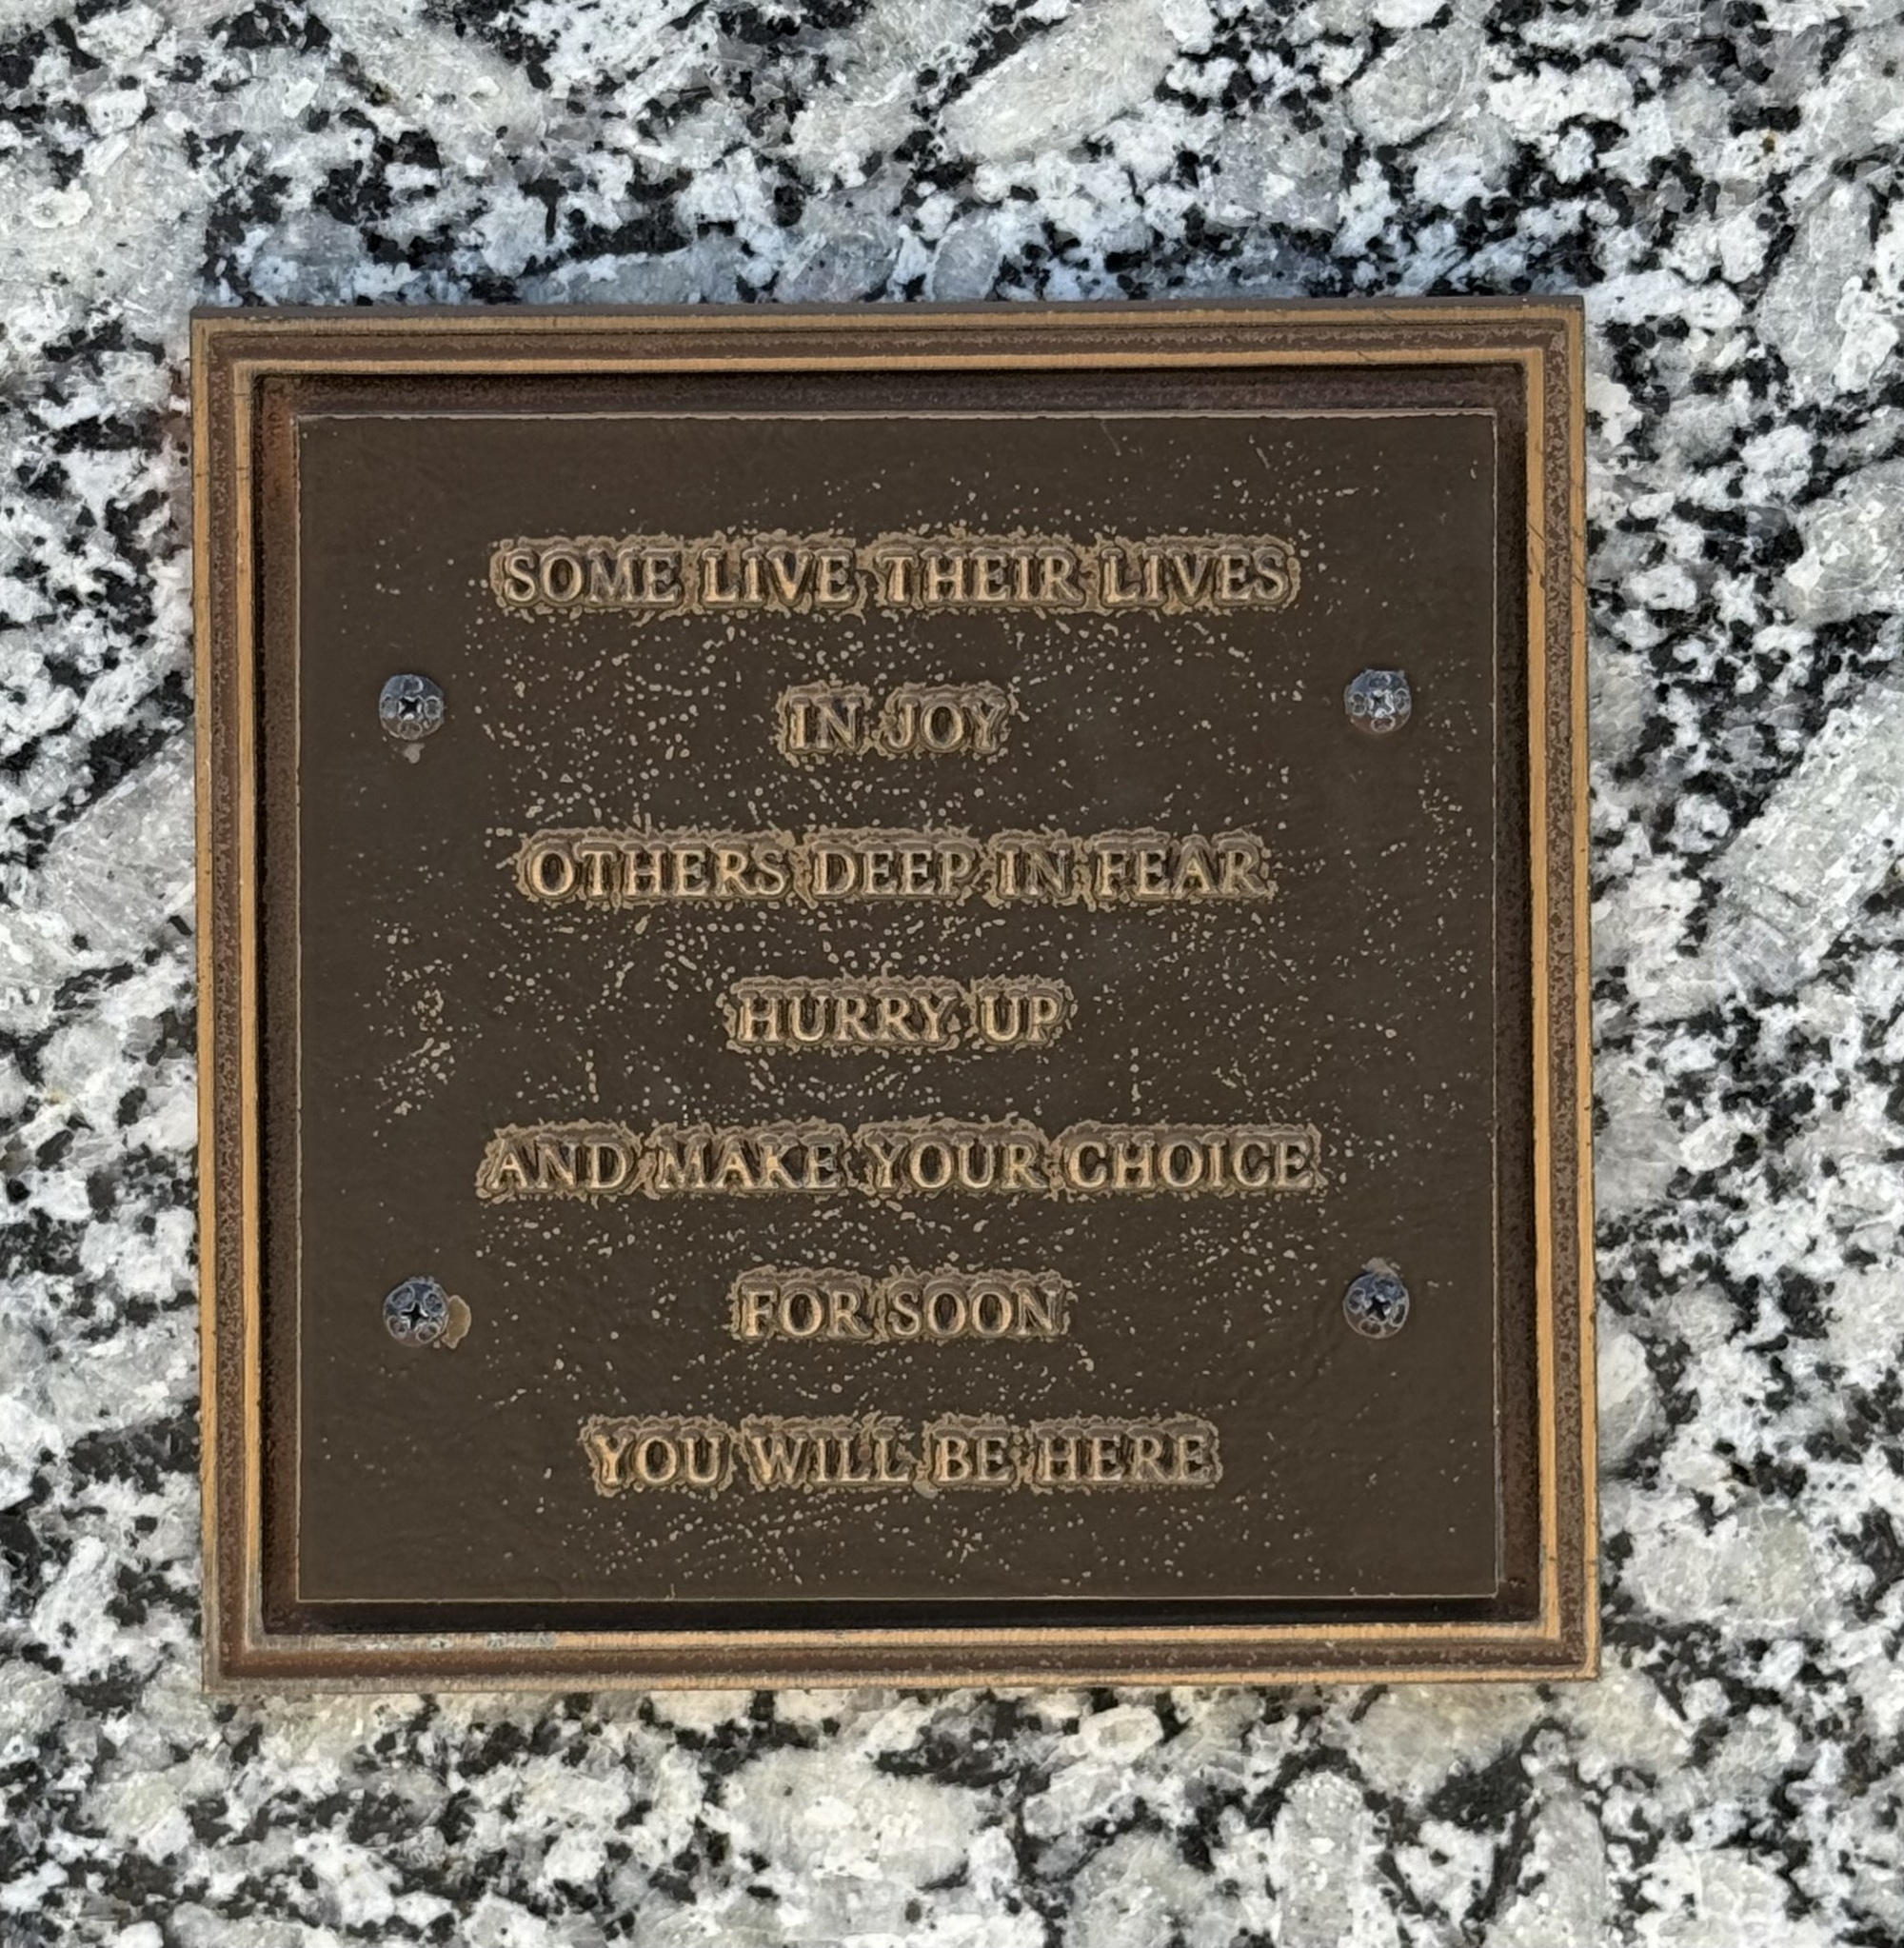 SOME LIVE THEIR LIVES
IN JOY
OTHERS DEEP IN FEAR
HURRY UP
AND MAKE YOUR CHOICE
FOR SOON
YOU WILL BE HERE